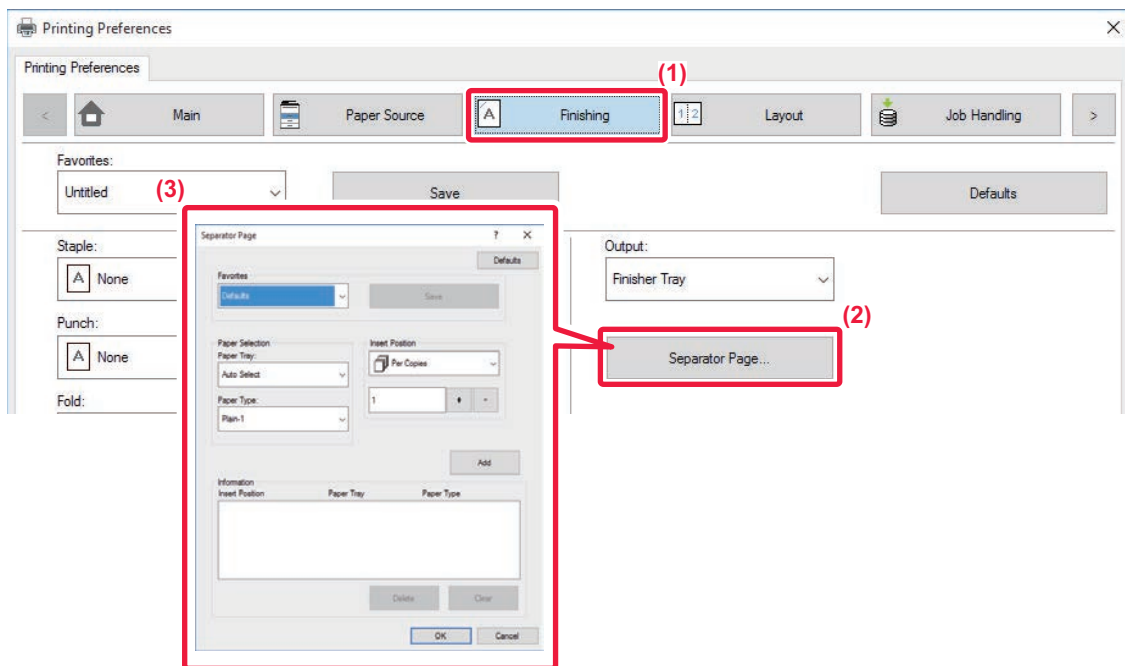 Printing Preferences
Printing Preferences
(1)
<
Main
Paper Source
A
Finishing
1 2
Layout
Job Handling
>
Favorites:
Untitled
(3)
Save
Defaults
Staple:
A
None
Punch:
A
None
Fold:
Output:
Finisher Tray
(2)
Separator Page...
Separator Page
?
Defaults
Favorites
Defaults
Save
Paper Selection
Paper Tray:
Auto Select
Paper Type:
Plain-1
Insert Position
Per Copies
1
Add
Information
Insert Position Paper Tray Paper Type
Delete
Clear
OK
Cancel